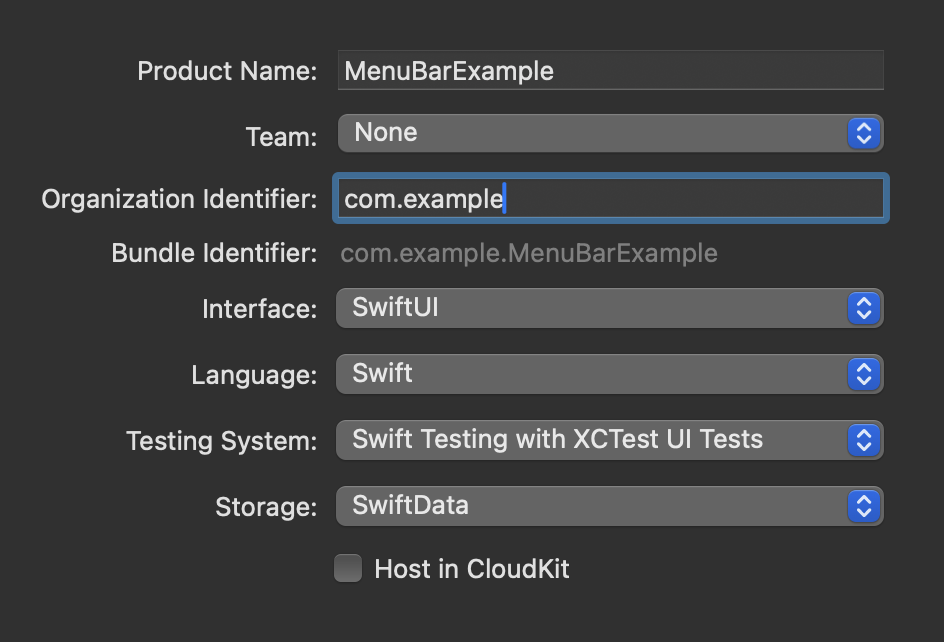 Product Name: MenuBarExample
Team: None
Organization Identifier: com.example
Bundle Identifier: com.example.MenuBarExample
Interface: SwiftUI
Language: Swift
Testing System: Swift Testing with XCTest UI Tests
Storage: SwiftData
Host in CloudKit